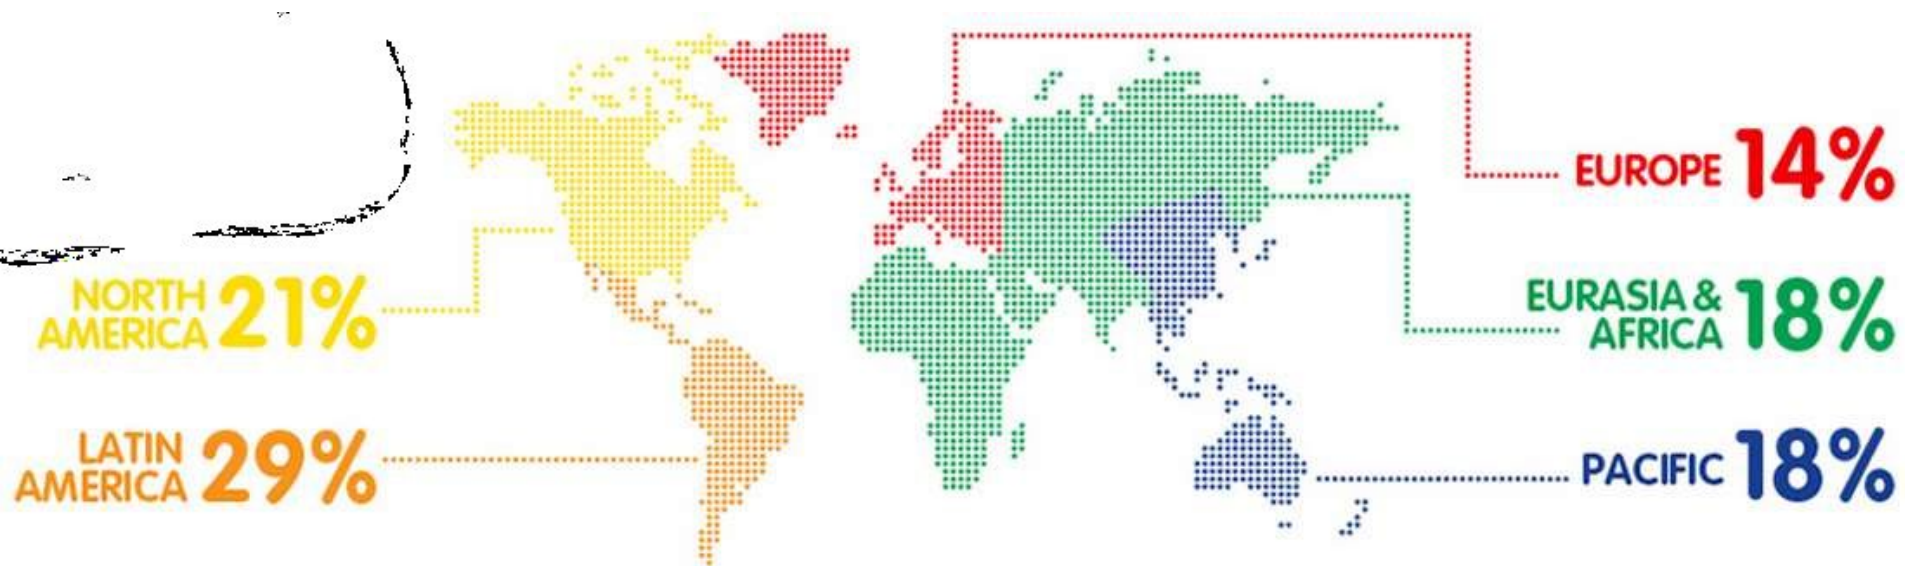 EUROPE 14%
NORTH
AMERICA 21%
EURASIA &
AFRICA 18%
LATIN
AMERICA 29%
PACIFIC 18%